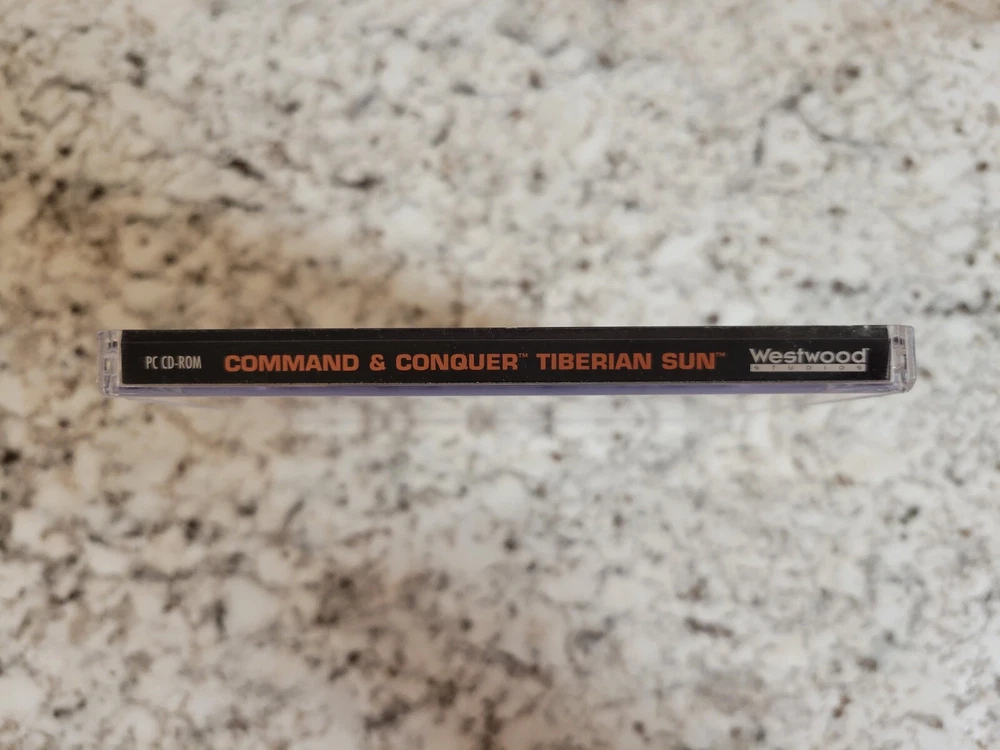 PC CD-ROM COMMAND & CONQUER™ TIBERIAN SUN™ Westwood
STUDIOS